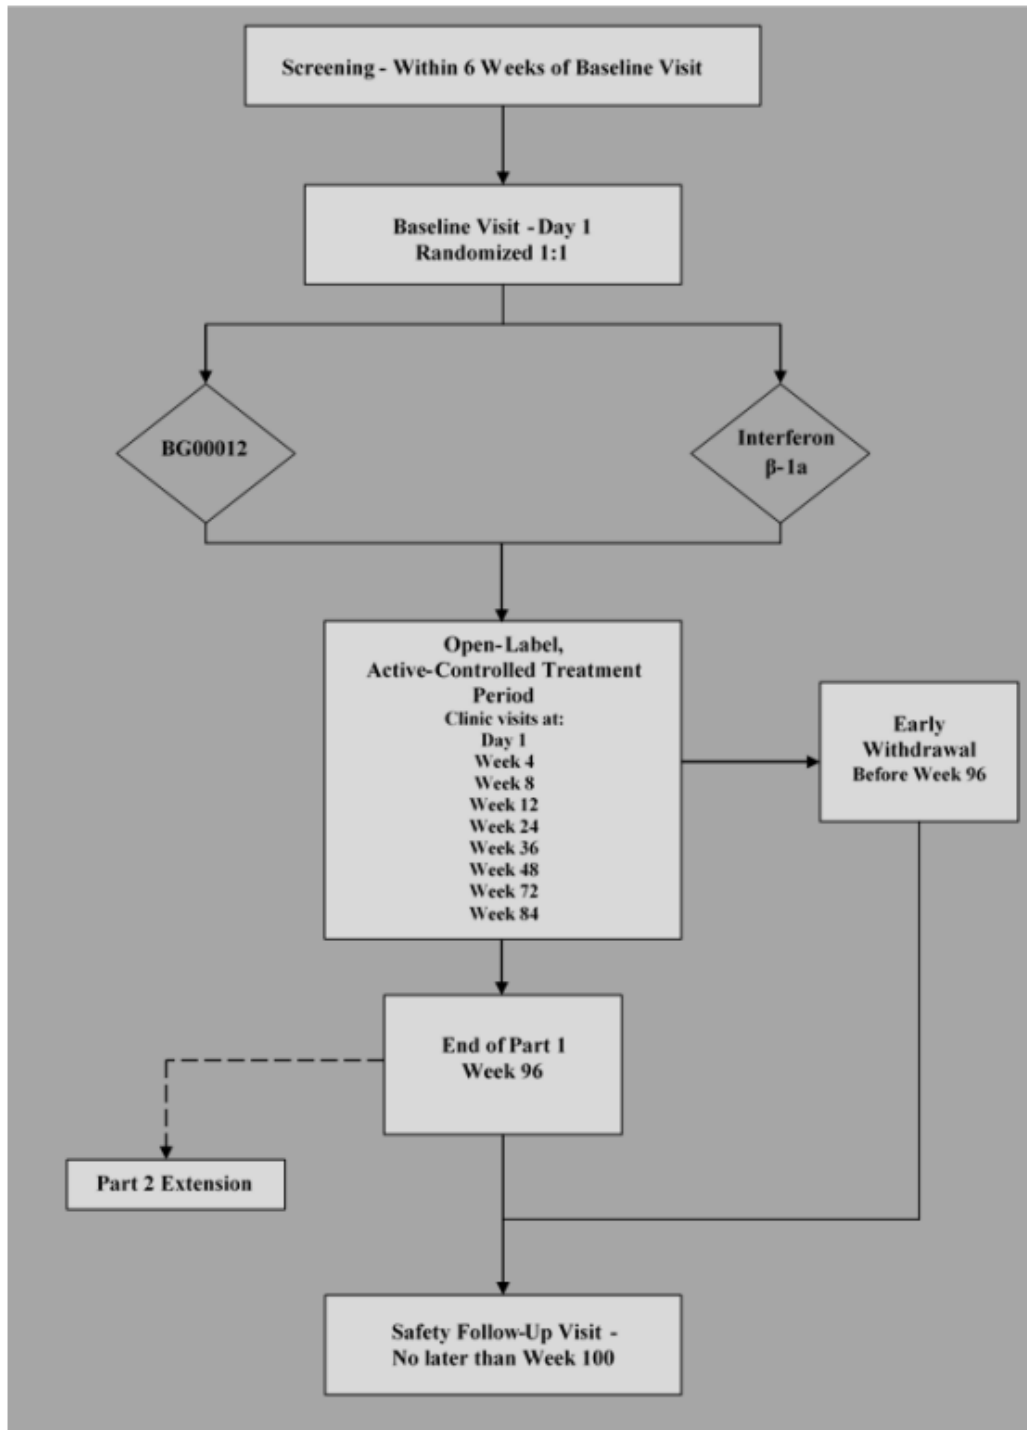 Screening - Within 6 Weeks of Baseline Visit
Baseline Visit - Day 1
Randomized 1:1
BG00012
Interferon
β-1a
Open-Label,
Active-Controlled Treatment
Period
Clinic visits at:
Day 1
Week 4
Week 8
Week 12
Week 24
Week 36
Week 48
Week 72
Week 84
Early
Withdrawal
Before Week 96
End of Part 1
Week 96
Part 2 Extension
Safety Follow-Up Visit -
No later than Week 100